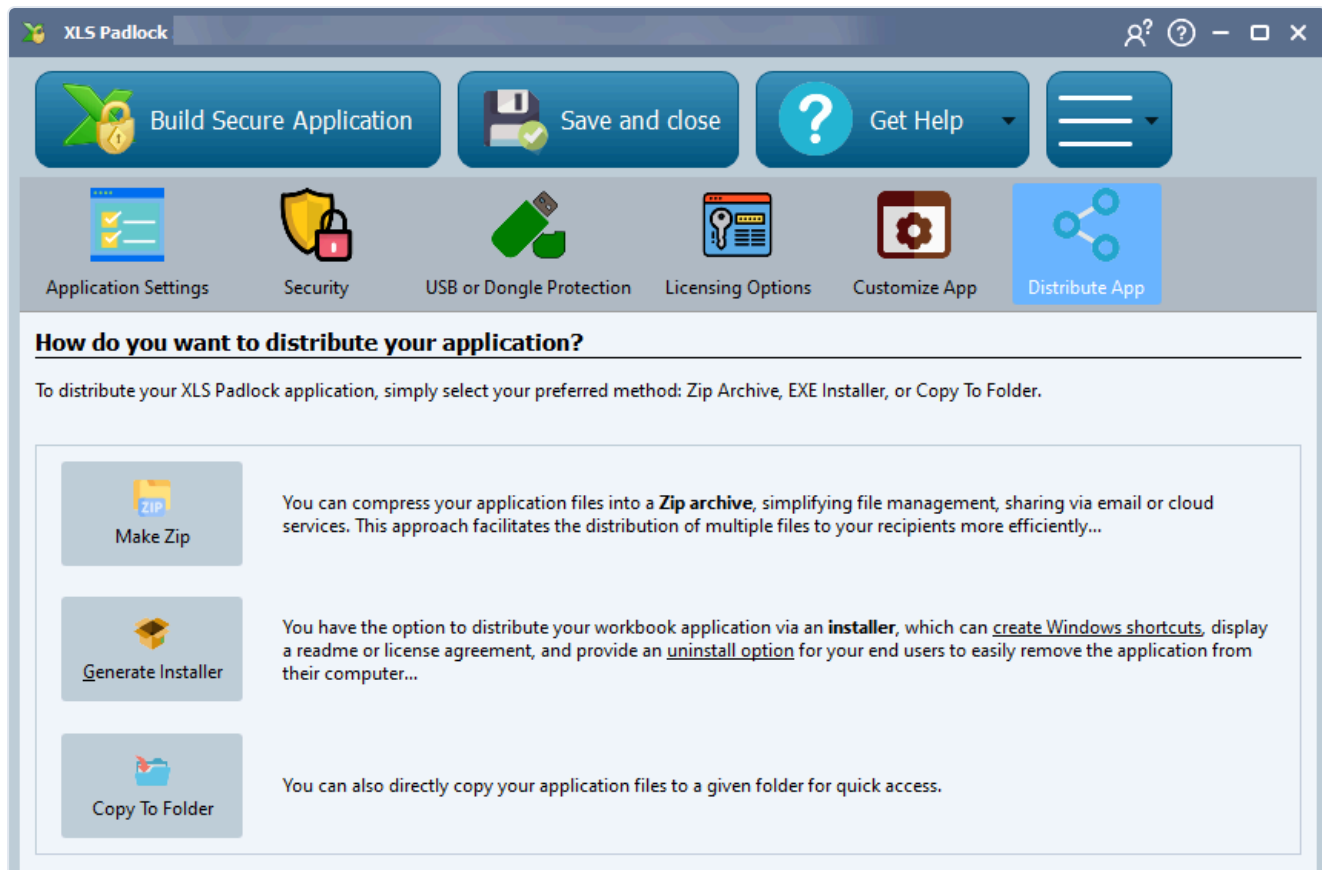 XLS Padlock
Build Secure Application
Save and close
Get Help
Application Settings
Security
USB or Dongle Protection
Licensing Options
Customize App
Distribute App
How do you want to distribute your application?
To distribute your XLS Padlock application, simply select your preferred method: Zip Archive, EXE Installer, or Copy To Folder.
ZIP
Make Zip
You can compress your application files into a Zip archive, simplifying file management, sharing via email or cloud
services. This approach facilitates the distribution of multiple files to your recipients more efficiently...
Generate Installer
You have the option to distribute your workbook application via an installer, which can create Windows shortcuts, display
a readme or license agreement, and provide an uninstall option for your end users to easily remove the application from
their computer...
Copy To Folder
You can also directly copy your application files to a given folder for quick access.